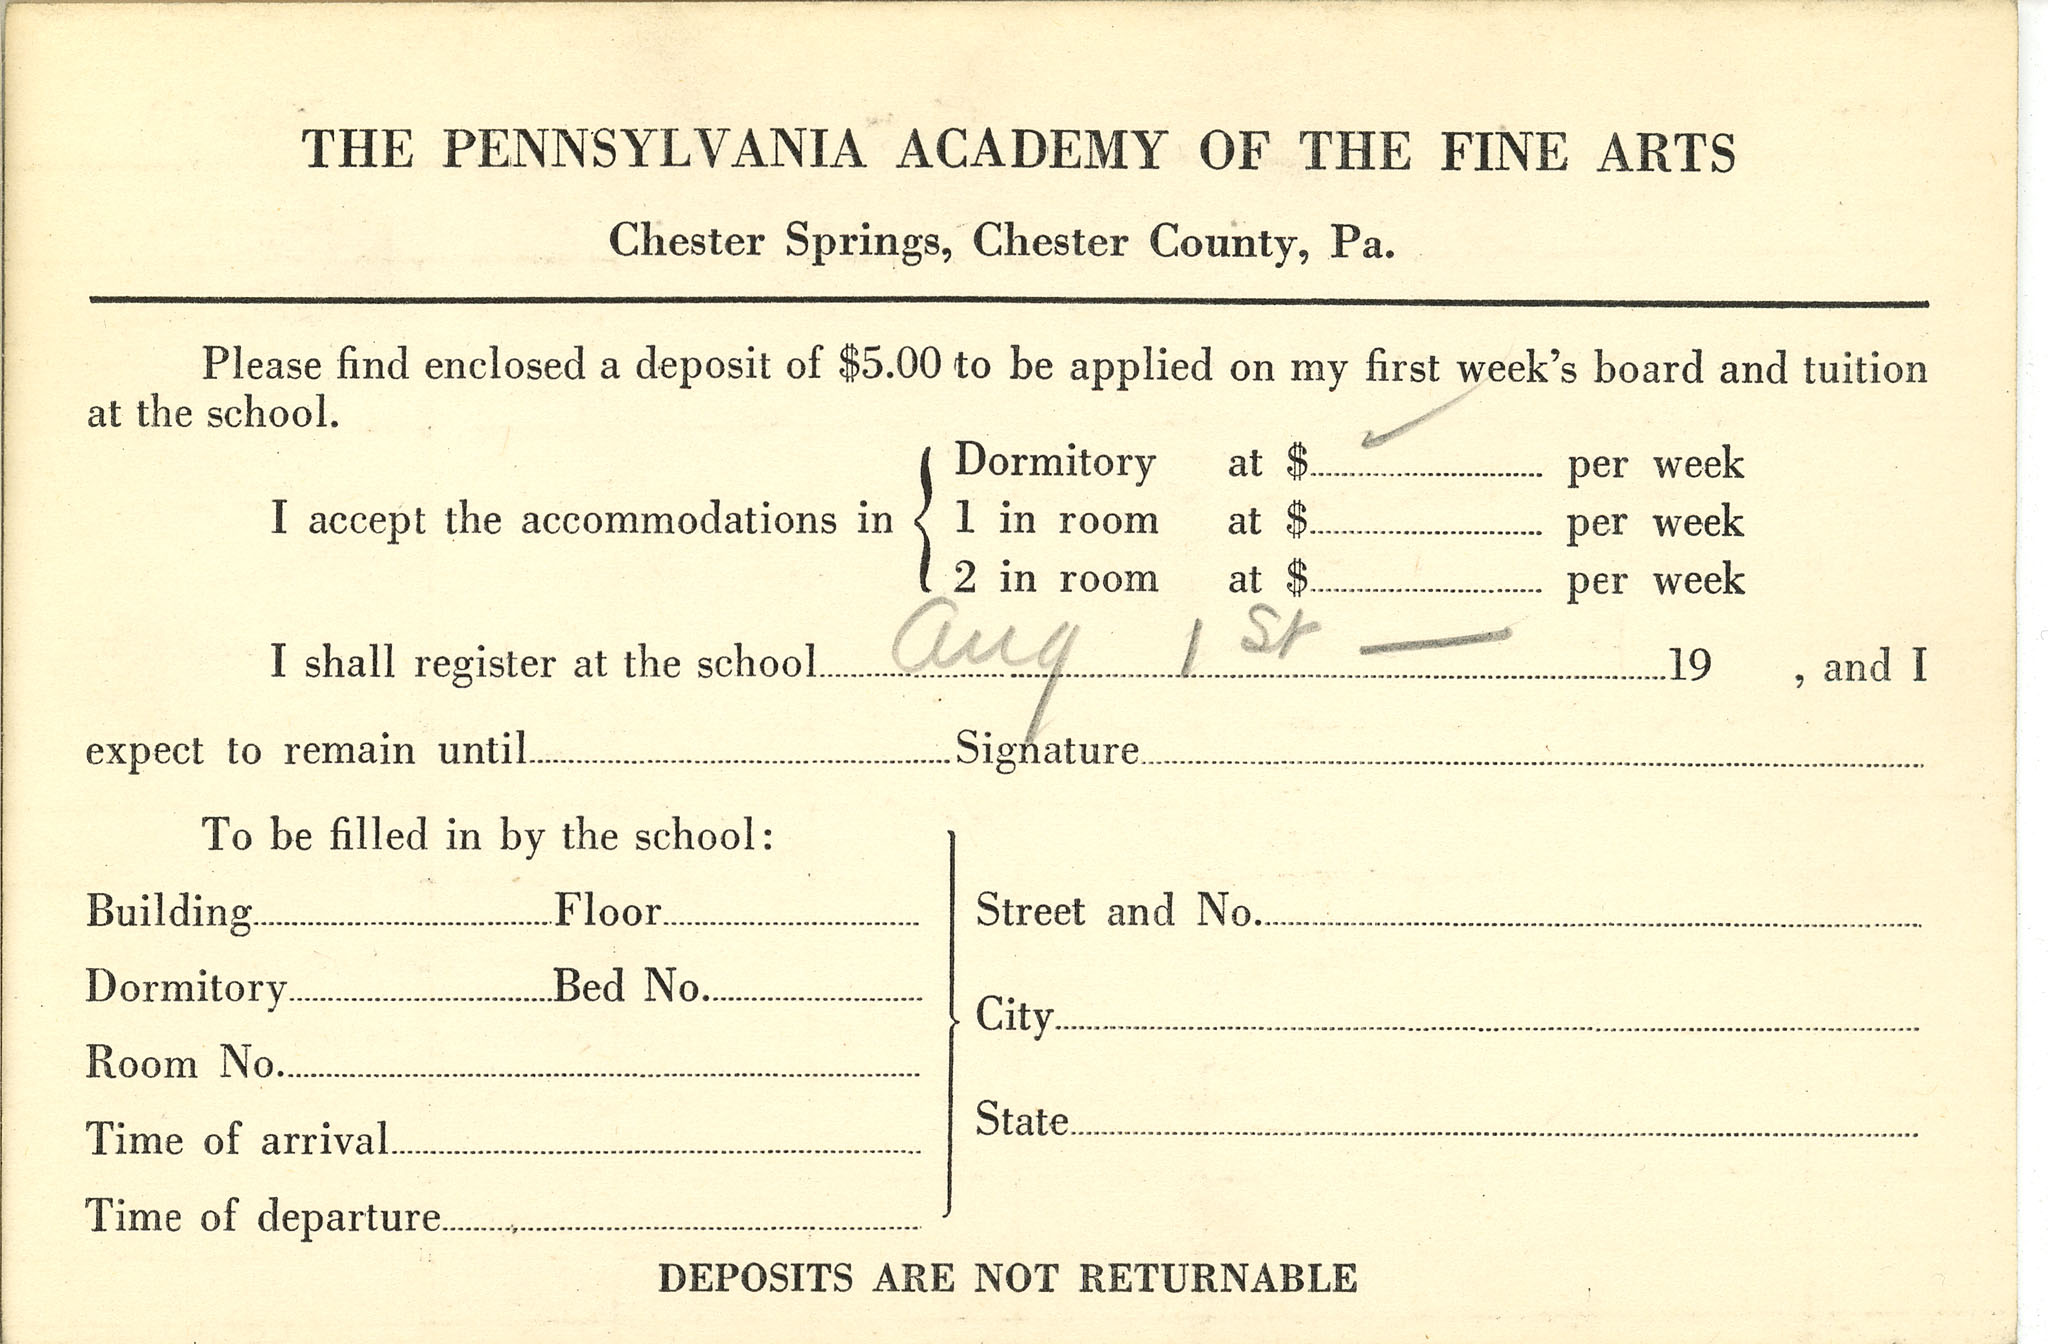 THE PENNSYLVANIA ACADEMY OF THE FINE ARTS
Chester Springs, Chester County, Pa.
Please find enclosed a deposit of $5.00 to be applied on my first week's board and tuition
at the school.
I accept the accommodations in
Dormitory at $ ✓ per week
1 in room at $ per week
2 in room at $ per week
I shall register at the school Aug 1 St — 19 , and I
expect to remain until Signature
To be filled in by the school:
Building Floor
Dormitory Bed No.
Room No.
Time of arrival
Time of departure
Street and No.
City
State
DEPOSITS ARE NOT RETURNABLE